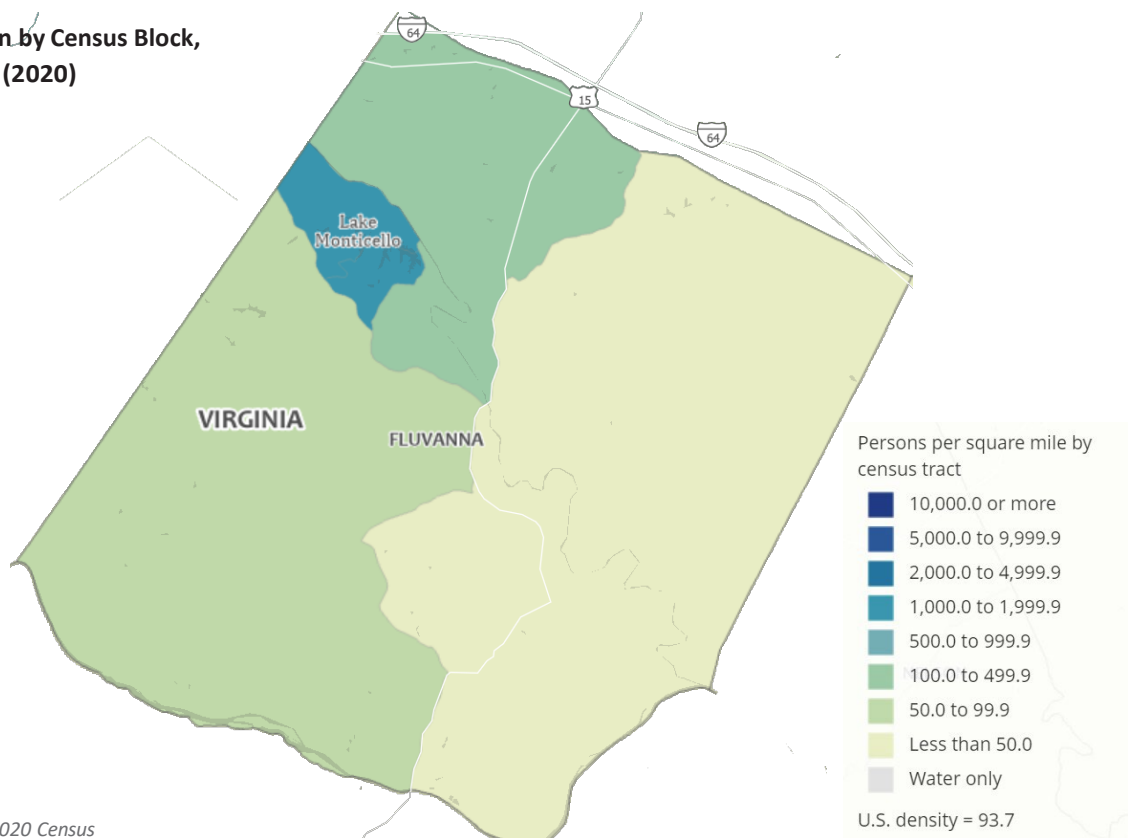 by Census Block,
(2020)
64
15
64
Lake
Monticello
VIRGINIA
FLUVANNA
Persons per square mile by
census tract
10,000.0 or more
5,000.0 to 9,999.9
2,000.0 to 4,999.9
1,000.0 to 1,999.9
500.0 to 999.9
100.0 to 499.9
50.0 to 99.9
Less than 50.0
Water only
U.S. density = 93.7
020 Census